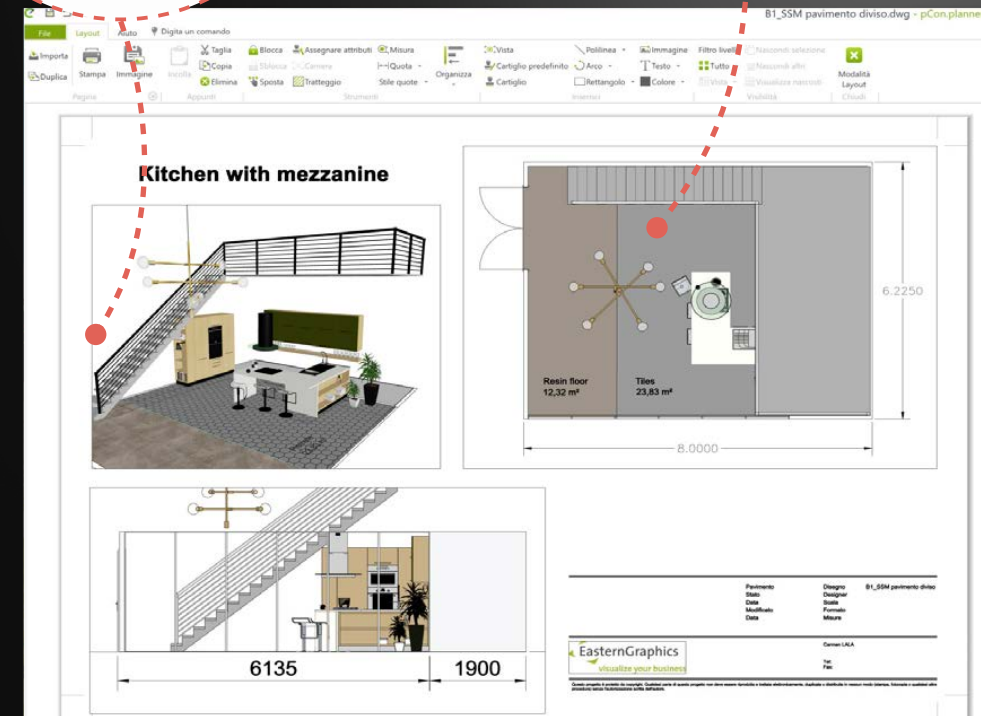 B1_SSM pavimento diviso.dwg - pCon.planner
File Layout Aiuto Digita un comando
Importa Stampa Immagine Incolla Taglia Blocca Assegnare attributi Misura Organizza Vista Polilinea Immagine Filtro livelli Nascondi selezione Modalità
Duplica Copia Sblocca Camera Quota Cartiglio predefinito Arco Testo Tutto Nascondi altri Layout
Elimina Sposta Tratteggio Stile quote Cartiglio Rettangolo Colore Vista Visualizza nascosti
Pagina Appunti Strumenti Inserisci Visibilità Chiudi
Kitchen with mezzanine
6.2250
Resin floor
12,32 m²
Tiles
23,83 m²
8.0000
6135 1900
Pavimento Disegno B1_SSM pavimento diviso
Stato Designer
Data Scala
Modificato Formato
Data Misure
EasternGraphics
visualize your business
Carmen LALA
Tel:
Fax: